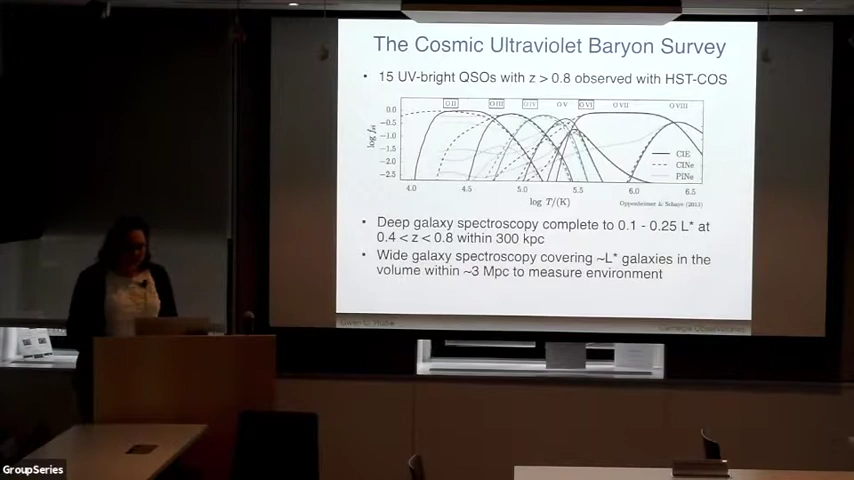 The Cosmic Ultraviolet Baryon Survey
• 15 UV-bright QSOs with z > 0.8 observed with HST-COS
O II O III O IV O V O VI O VII O VIII
0.0
−0.5
−1.0
−1.5
−2.0
−2.5
CIE
CINe
PINe
4.0 4.5 5.0 5.5 6.0 6.5
log T/(K)
Oppenheimer & Schaye (2013)
• Deep galaxy spectroscopy complete to 0.1 - 0.25 L* at
0.4 < z < 0.8 within 300 kpc
• Wide galaxy spectroscopy covering ~L* galaxies in the
volume within ~3 Mpc to measure environment
Carnegie Observatories
GroupSeries